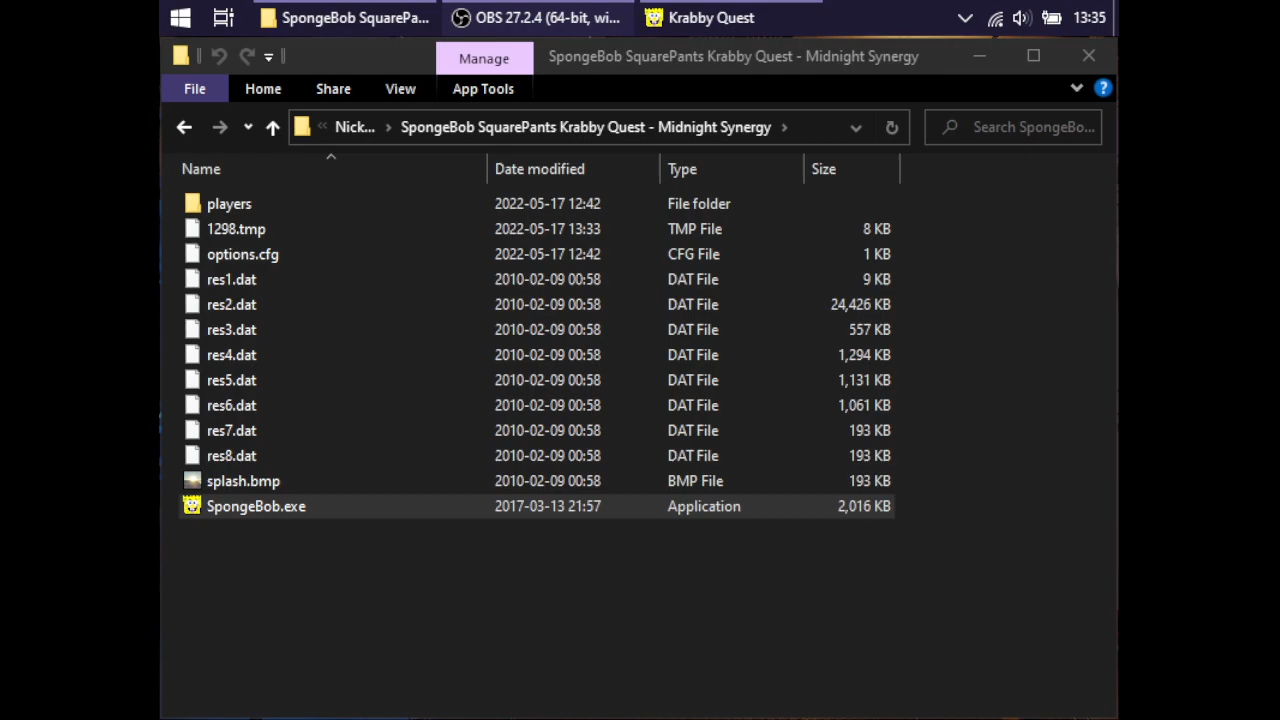 SpongeBob SquarePa... OBS 27.2.4 (64-bit, wi... Krabby Quest 13:35
Manage SpongeBob SquarePants Krabby Quest - Midnight Synergy
File Home Share View App Tools ?
« Nick... › SpongeBob SquarePants Krabby Quest - Midnight Synergy › Search SpongeBo...
Name Date modified Type Size
players 2022-05-17 12:42 File folder
1298.tmp 2022-05-17 13:33 TMP File 8 KB
options.cfg 2022-05-17 12:42 CFG File 1 KB
res1.dat 2010-02-09 00:58 DAT File 9 KB
res2.dat 2010-02-09 00:58 DAT File 24,426 KB
res3.dat 2010-02-09 00:58 DAT File 557 KB
res4.dat 2010-02-09 00:58 DAT File 1,294 KB
res5.dat 2010-02-09 00:58 DAT File 1,131 KB
res6.dat 2010-02-09 00:58 DAT File 1,061 KB
res7.dat 2010-02-09 00:58 DAT File 193 KB
res8.dat 2010-02-09 00:58 DAT File 193 KB
splash.bmp 2010-02-09 00:58 BMP File 193 KB
SpongeBob.exe 2017-03-13 21:57 Application 2,016 KB